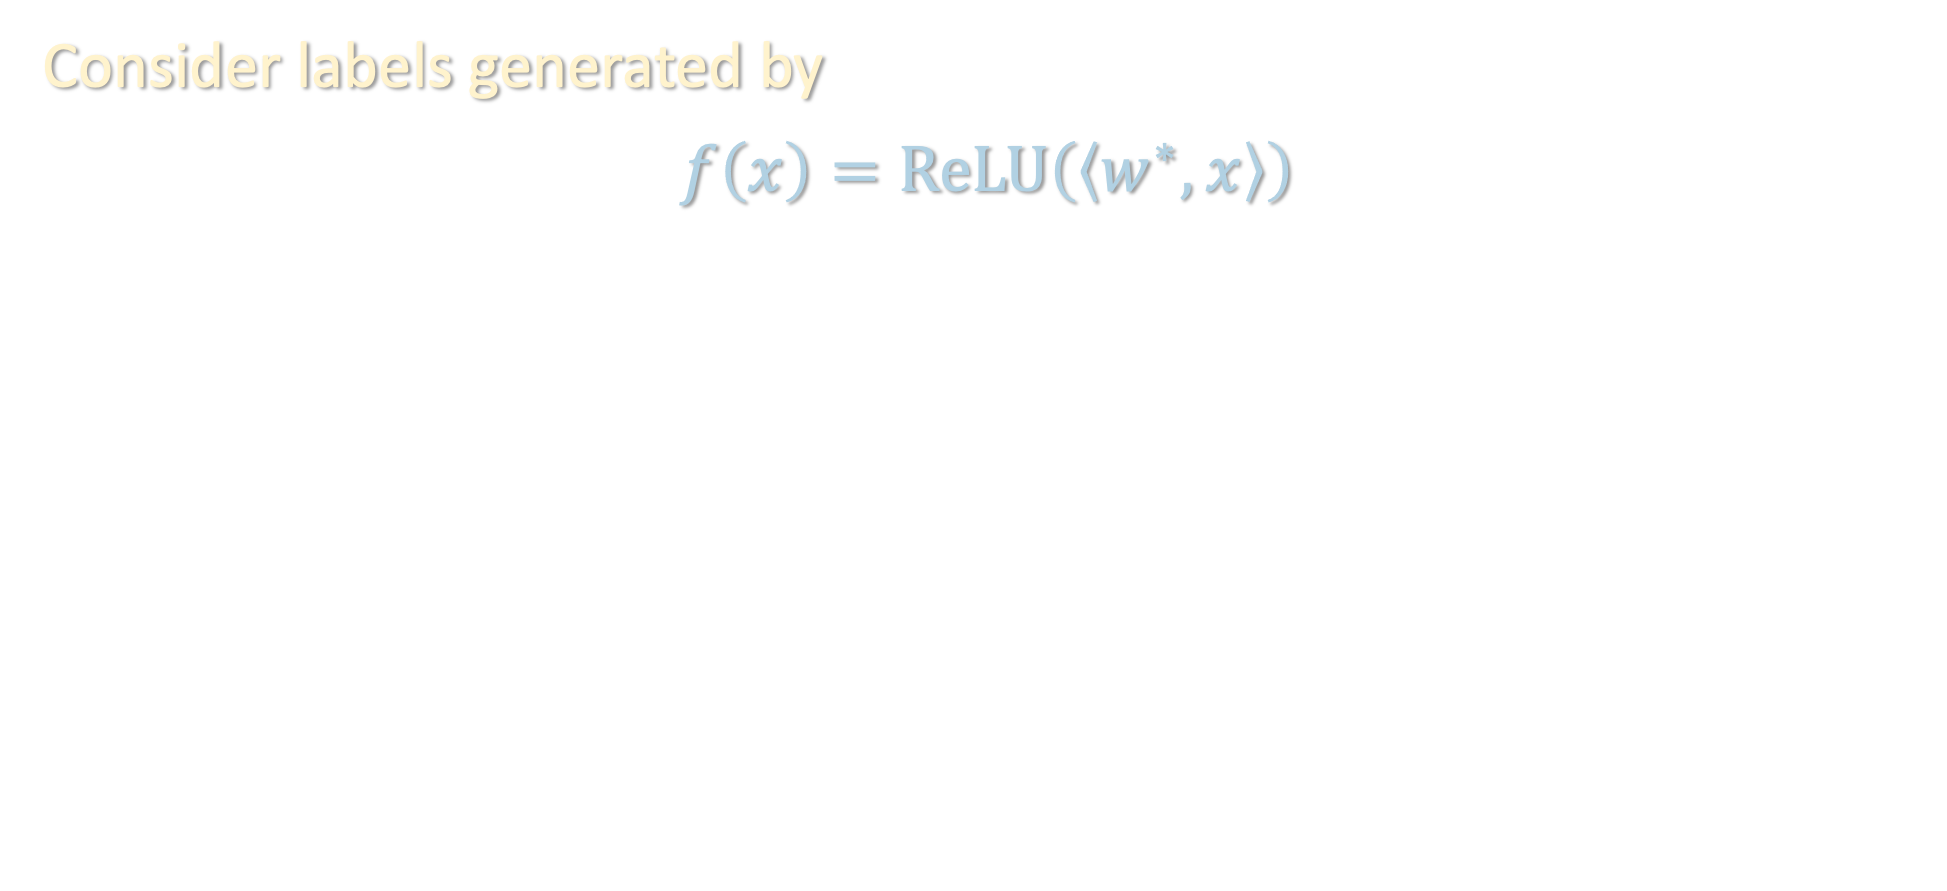 Consider labels generated by
f(x) = ReLU(⟨w*, x⟩)